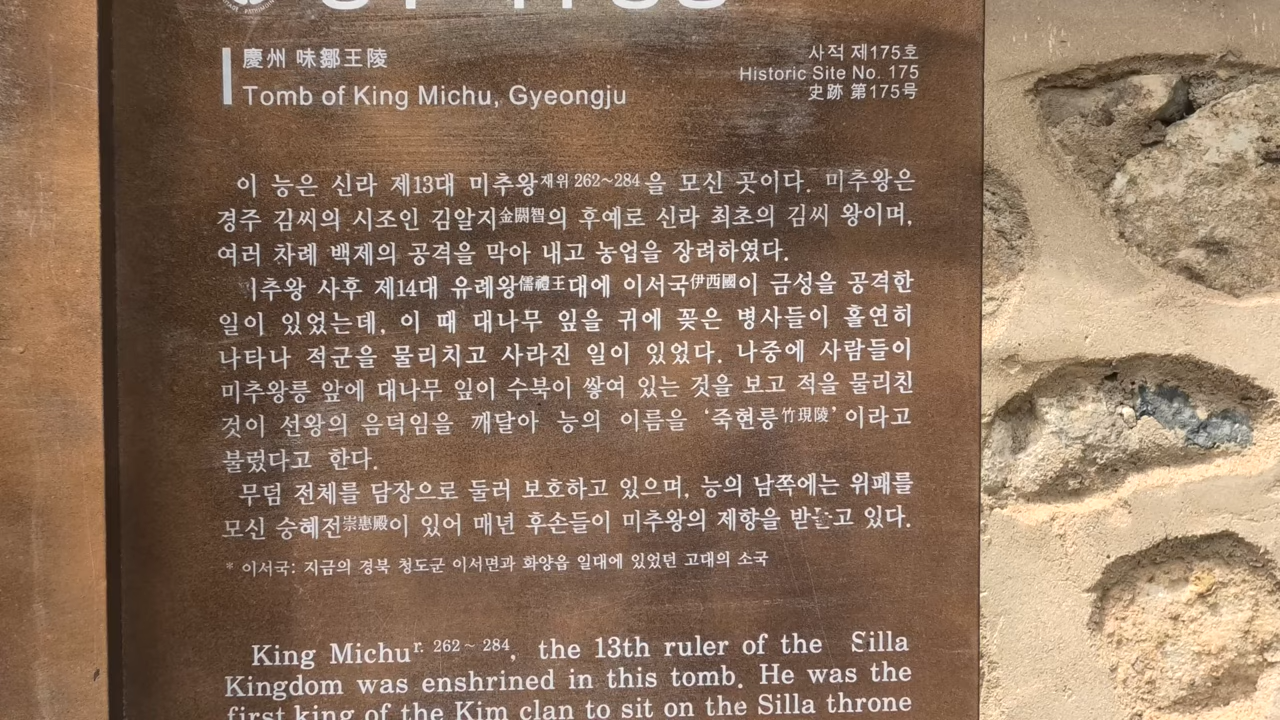 慶州 味鄒王陵
Tomb of King Michu, Gyeongju
사적 제175호
Historic Site No. 175
史跡 第175号
이 능은 신라 제13대 미추왕재위 262~284을 모신 곳이다. 미추왕은
경주 김씨의 시조인 김알지金閼智의 후예로 신라 최초의 김씨 왕이며,
여러 차례 백제의 공격을 막아 내고 농업을 장려하였다.
미추왕 사후 제14대 유례왕儒禮王대에 이서국伊西國이 금성을 공격한
일이 있었는데, 이 때 대나무 잎을 귀에 꽂은 병사들이 홀연히
나타나 적군을 물리치고 사라진 일이 있었다. 나중에 사람들이
미추왕릉 앞에 대나무 잎이 수북이 쌓여 있는 것을 보고 적을 물리친
것이 선왕의 음덕임을 깨달아 능의 이름을 ‘죽현릉竹現陵’이라고
불렀다고 한다.
무덤 전체를 담장으로 둘러 보호하고 있으며, 능의 남쪽에는 위패를
모신 숭혜전崇惠殿이 있어 매년 후손들이 미추왕의 제향을 받들고 있다.
* 이서국: 지금의 경북 청도군 이서면과 화양읍 일대에 있었던 고대의 소국
King Michu r. 262~284, the 13th ruler of the Silla
Kingdom was enshrined in this tomb. He was the
first king of the Kim clan to sit on the Silla throne